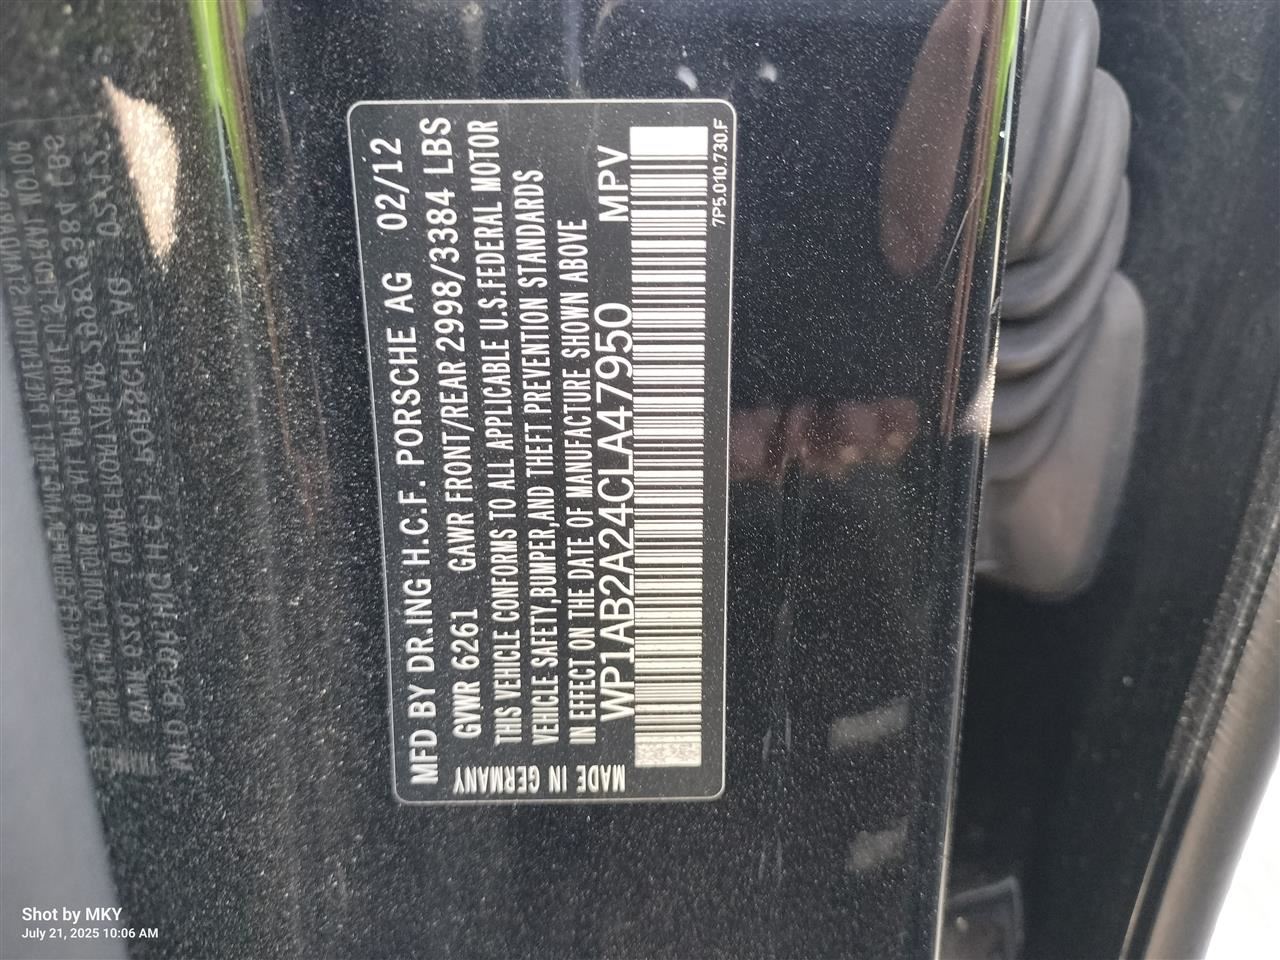 MFD BY DR.ING H.C.F. PORSCHE AG 02/12
GVWR 6261 GAWR FRONT/REAR 2998/3384 LBS
THIS VEHICLE CONFORMS TO ALL APPLICABLE U.S.FEDERAL MOTOR
VEHICLE SAFETY,BUMPER,AND THEFT PREVENTION STANDARDS
IN EFFECT ON THE DATE OF MANUFACTURE SHOWN ABOVE
WP1AB2A24CLA47950 MPV
MADE IN GERMANY
7P5.010.730.F
Shot by MKY
July 21, 2025 10:06 AM